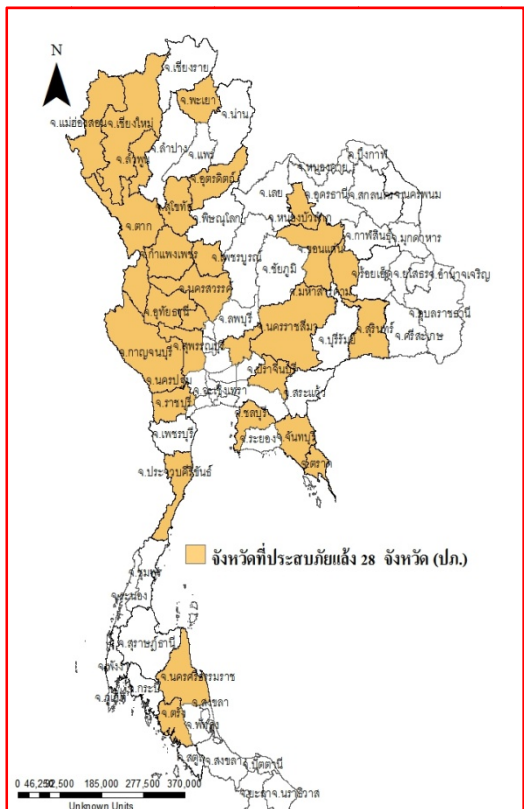 N
จ.เชียงราย
จ.พะเยา
จ.แม่ฮ่องสอน
จ.เชียงใหม่
จ.น่าน
จ.ลำปาง
จ.แพร่
จ.ลำพูน
จ.อุตรดิตถ์
จ.บึงกาฬ
จ.หนองคาย
จ.เลย
จ.อุดรธานี
จ.สกลนคร
จ.นครพนม
จ.สุโขทัย
จ.ตาก
จ.พิษณุโลก
จ.หนองบัวลำภู
จ.กาฬสินธุ์
จ.มุกดาหาร
จ.ขอนแก่น
จ.กำแพงเพชร
จ.เพชรบูรณ์
จ.ชัยภูมิ
จ.ร้อยเอ็ด
จ.ยโสธร
จ.อำนาจเจริญ
จ.มหาสารคาม
จ.นครสวรรค์
จ.อุทัยธานี
จ.ลพบุรี
จ.อุบลราชธานี
จ.นครราชสีมา
จ.สุรินทร์
จ.บุรีรัมย์
จ.ศรีสะเกษ
จ.สุพรรณบุรี
จ.กาญจนบุรี
จ.ปราจีนบุรี
จ.นครปฐม
จ.ฉะเชิงเทรา
จ.สระแก้ว
จ.ราชบุรี
จ.ชลบุรี
จ.เพชรบุรี
จ.ระยอง
จ.จันทบุรี
จ.ตราด
จ.ประจวบคีรีขันธ์
จังหวัดที่ประสบภัยแล้ง 28 จังหวัด (ปภ.)
จ.ชุมพร
จ.ระนอง
จ.สุราษฎ์ธานี
จ.พังงา
จ.กระบี่
จ.ภูเก็ต
จ.นครศรีธรรมราช
จ.สงขลา
จ.ตรัง
จ.พัทลุง
จ.สตูล
จ.สงขลา
จ.ปัตตานี
จ.ยะลา
จ.นราธิวาส
0 46,25092,500 185,000 277,500 370,000
Unknown Units